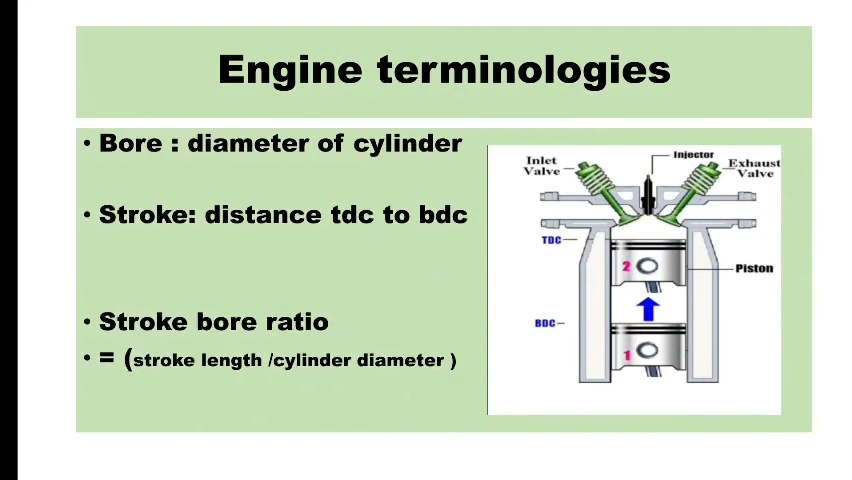 Engine terminologies
• Bore : diameter of cylinder
• Stroke: distance tdc to bdc
• Stroke bore ratio
• = (stroke length /cylinder diameter )
Inlet
Valve
Injector
Exhaust
Valve
TDC
2
Piston
BDC
1